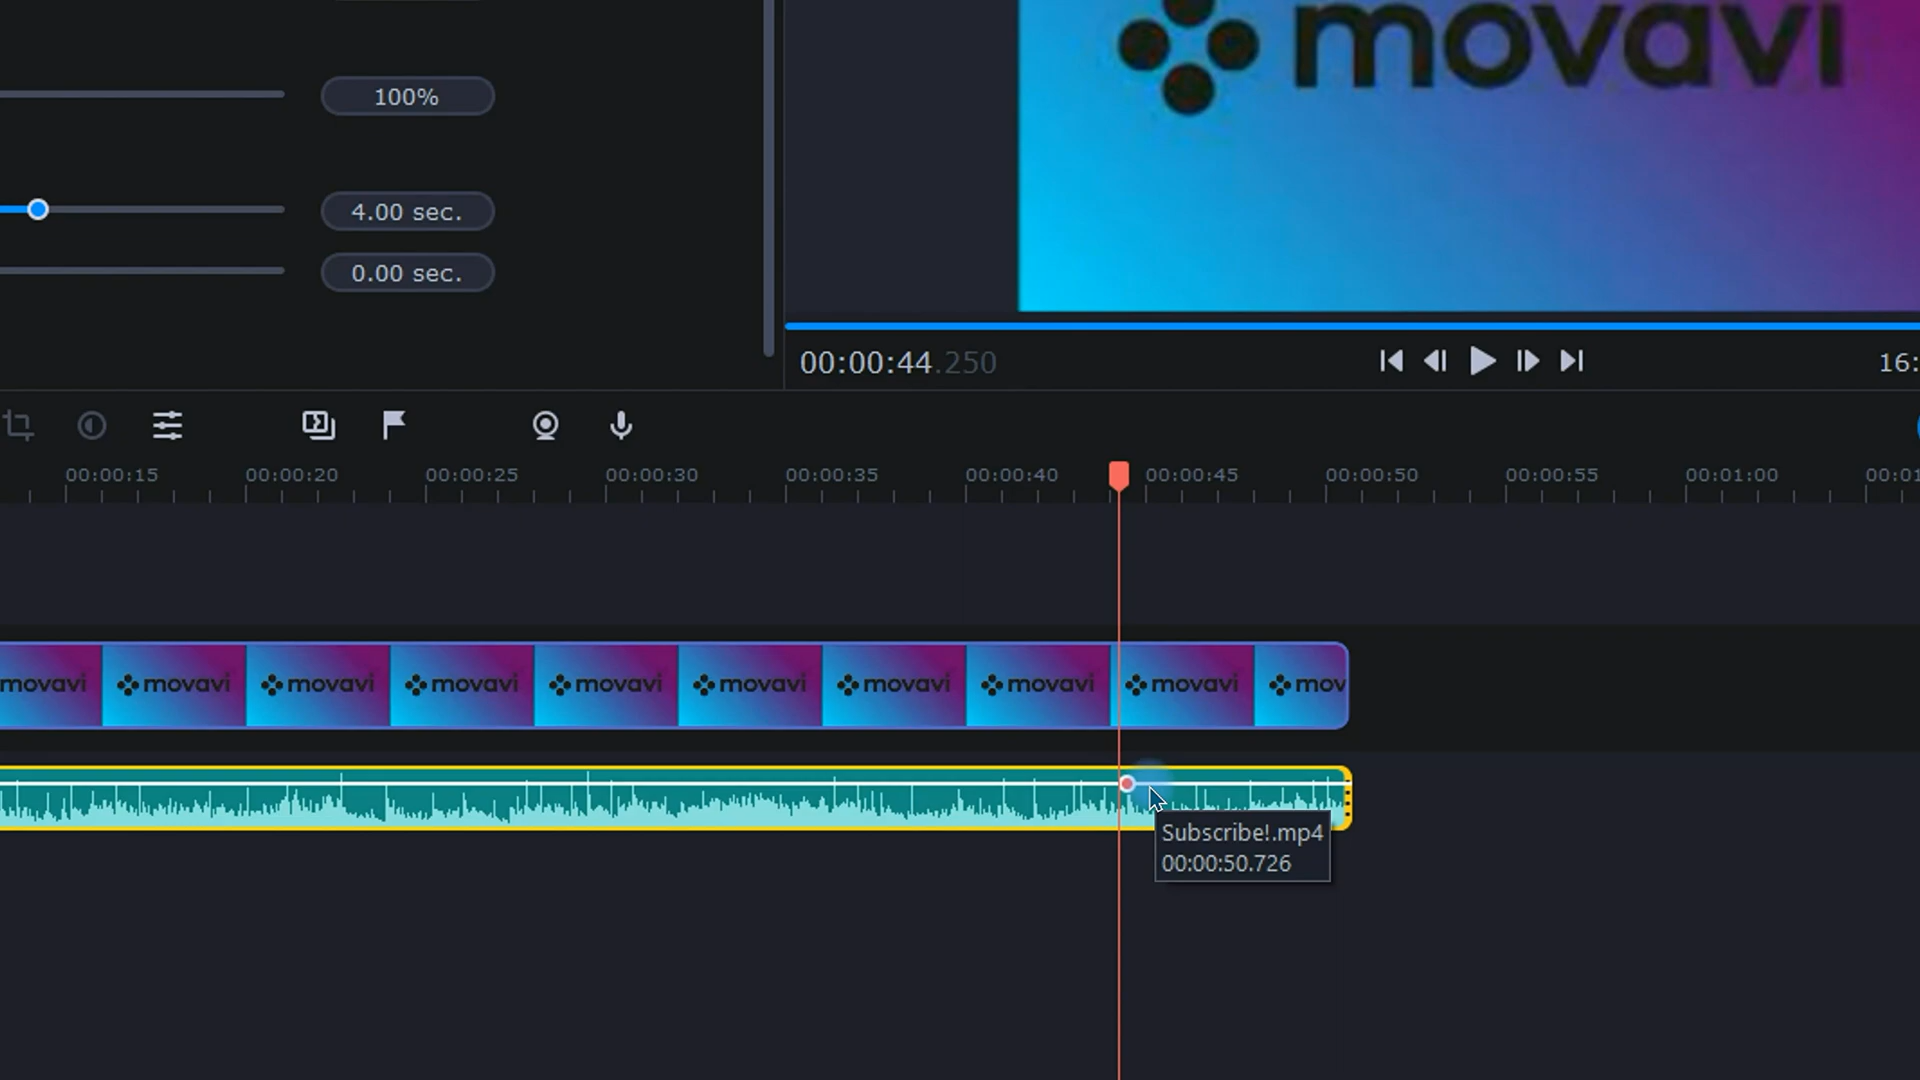 movavi
100%
4.00 sec.
0.00 sec.
00:00:44.250
16:
00:00:15 00:00:20 00:00:25 00:00:30 00:00:35 00:00:40 00:00:45 00:00:50 00:00:55 00:01:00 00:01
movavi movavi movavi movavi movavi movavi movavi movavi movavi mov
Subscribe!.mp4
00:00:50.726